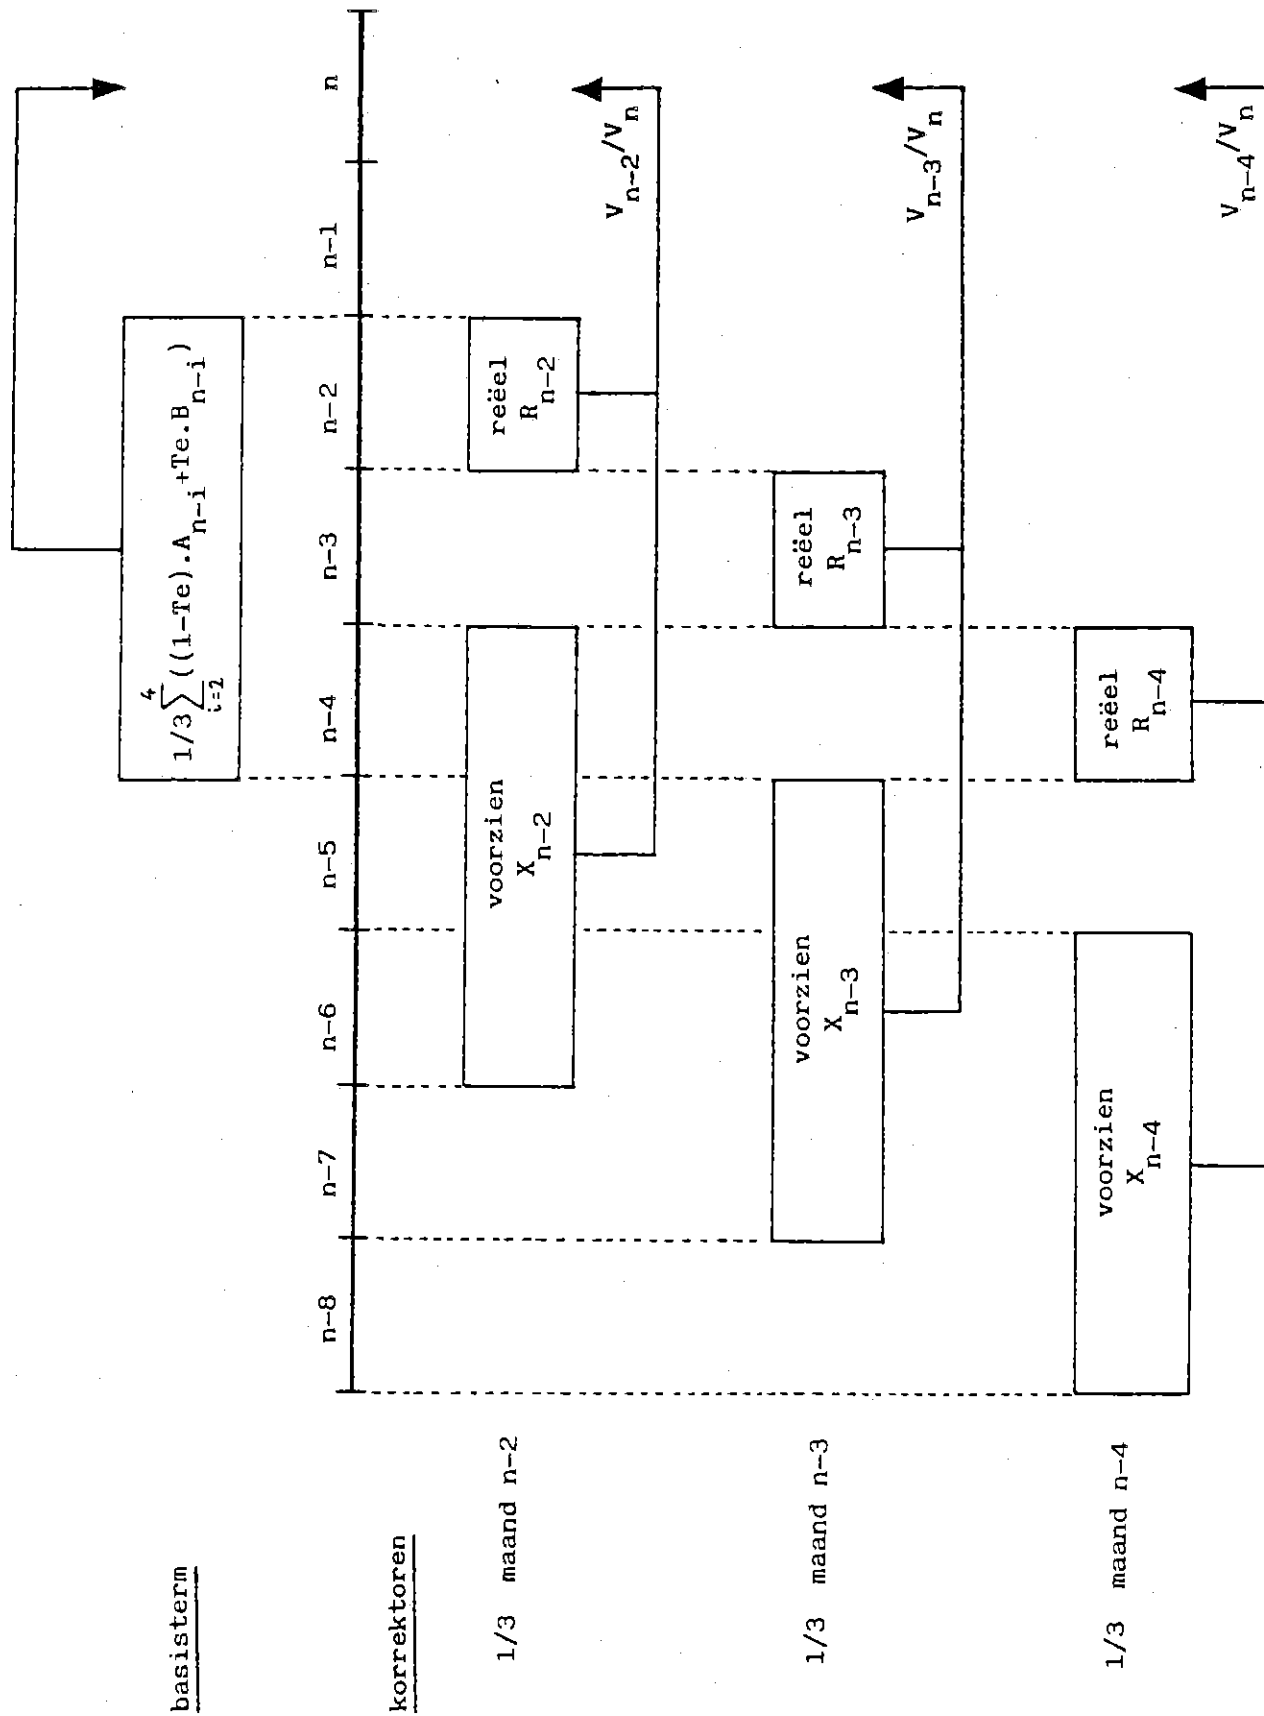 basisterm
1/3 4∑i=2 ((1-Te).A_{n-i}+Te.B_{n-i})
n-8 n-7 n-6 n-5 n-4 n-3 n-2 n-1 n
korrektoren
1/3 maand n-2
voorzien
X_{n-2}
reëel
R_{n-2}
V_{n-2}/V_n
1/3 maand n-3
voorzien
X_{n-3}
reëel
R_{n-3}
V_{n-3}/V_n
1/3 maand n-4
voorzien
X_{n-4}
reëel
R_{n-4}
V_{n-4}/V_n